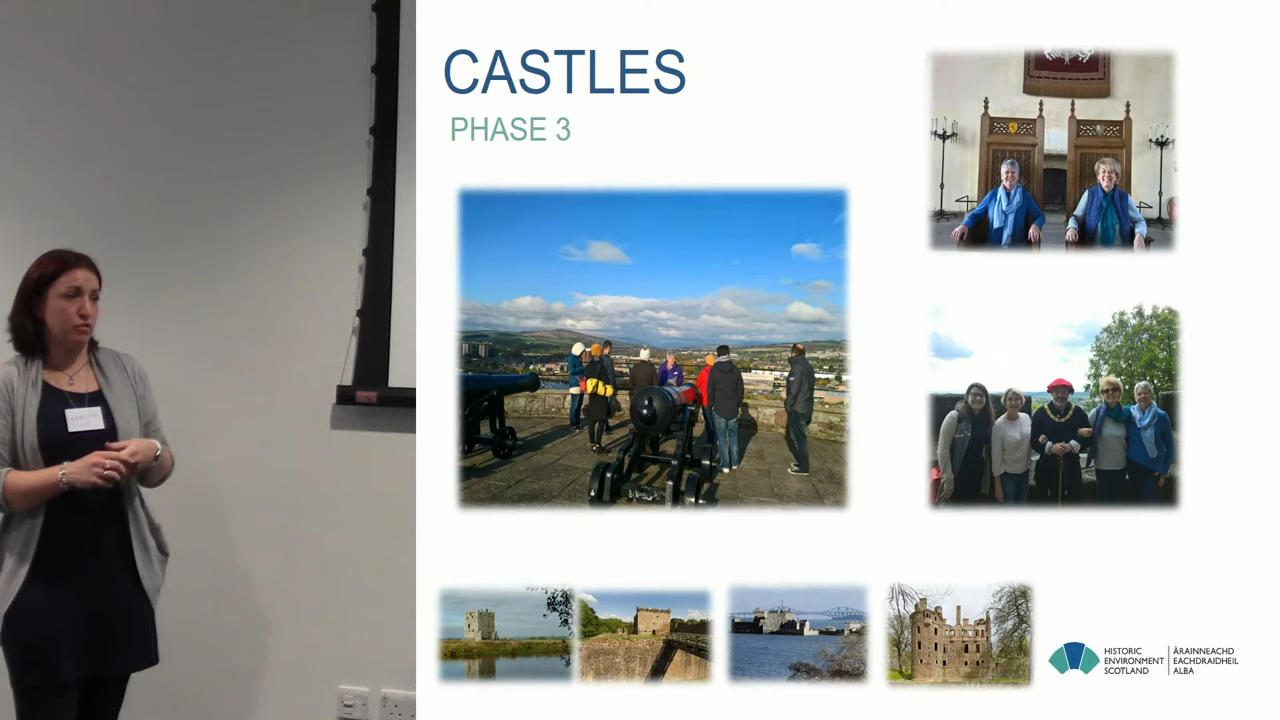 CASTLES
PHASE 3
HISTORIC
ENVIRONMENT
SCOTLAND
ÀRAINNEACHD
EACHDRAIDHEIL
ALBA